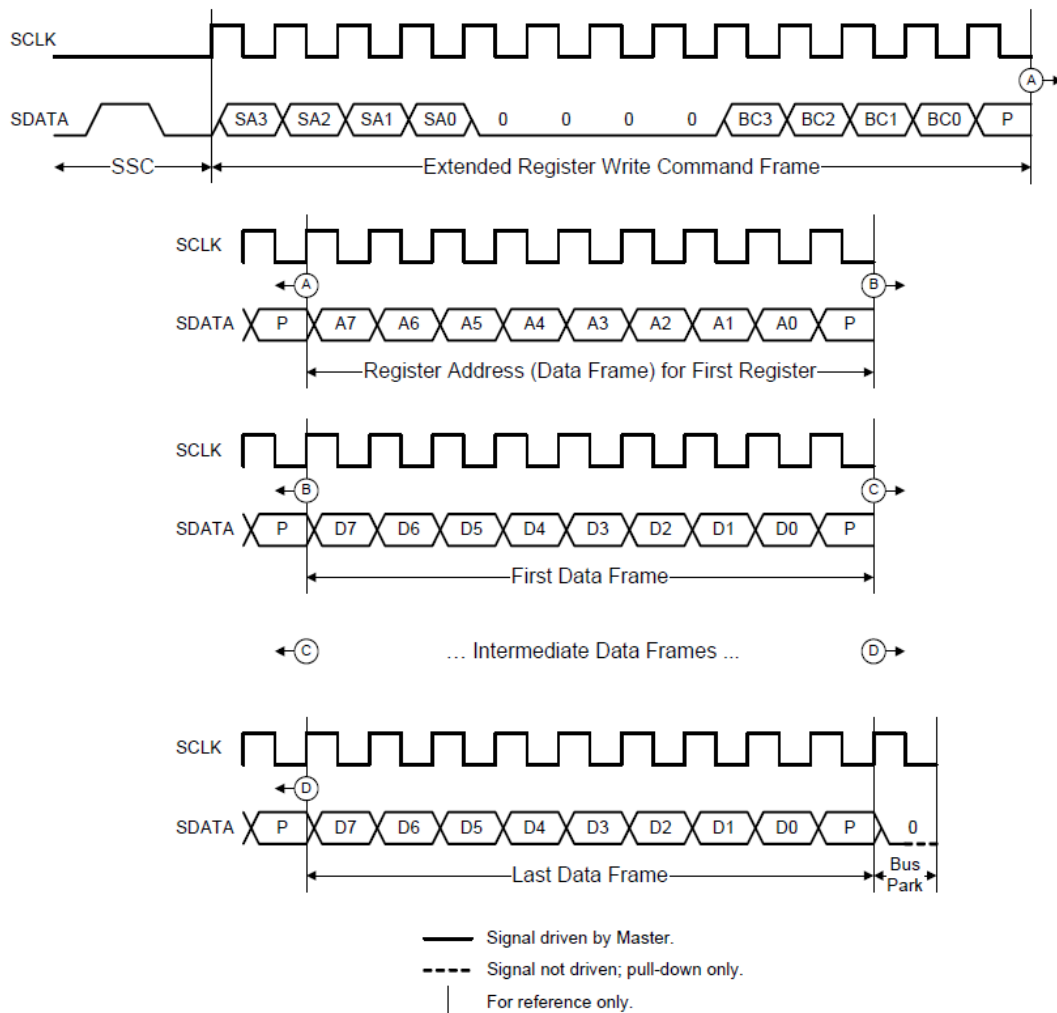 SCLK
A
SDATA SA3 SA2 SA1 SA0 0 0 0 0 BC3 BC2 BC1 BC0 P
SSC Extended Register Write Command Frame
SCLK
A B
SDATA P A7 A6 A5 A4 A3 A2 A1 A0 P
Register Address (Data Frame) for First Register
SCLK
B C
SDATA P D7 D6 D5 D4 D3 D2 D1 D0 P
First Data Frame
C ... Intermediate Data Frames ... D
SCLK
D
SDATA P D7 D6 D5 D4 D3 D2 D1 D0 P 0
Last Data Frame Bus
Park
Signal driven by Master.
Signal not driven; pull-down only.
For reference only.